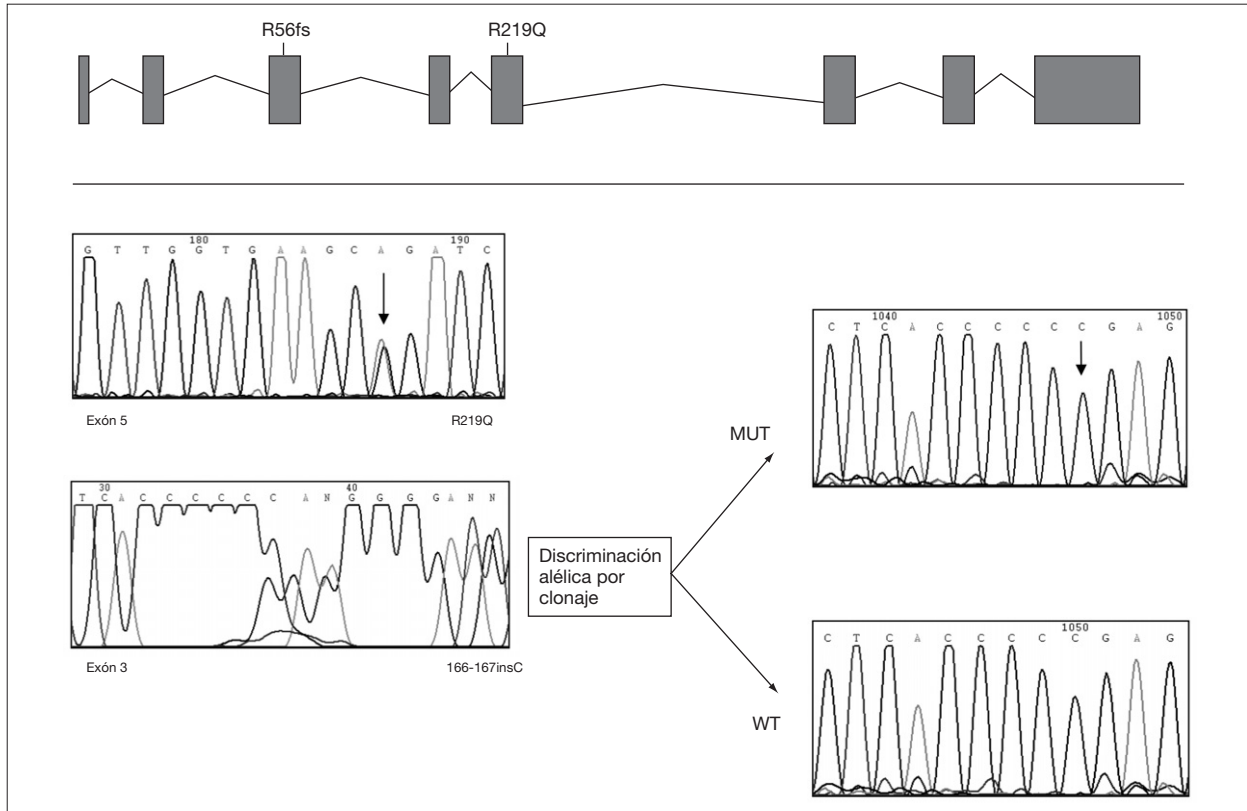 R56fs
R219Q
180 190
G T T G G T G A A G C A G A T C
Exón 5
R219Q
30 40
T C A C C C C C C A N G G G G A N N
Exón 3
166-167insC
Discriminación
alélica por
clonaje
MUT
1040 1050
C T C A C C C C C C G A G
WT
1050
C T C A C C C C C G A G